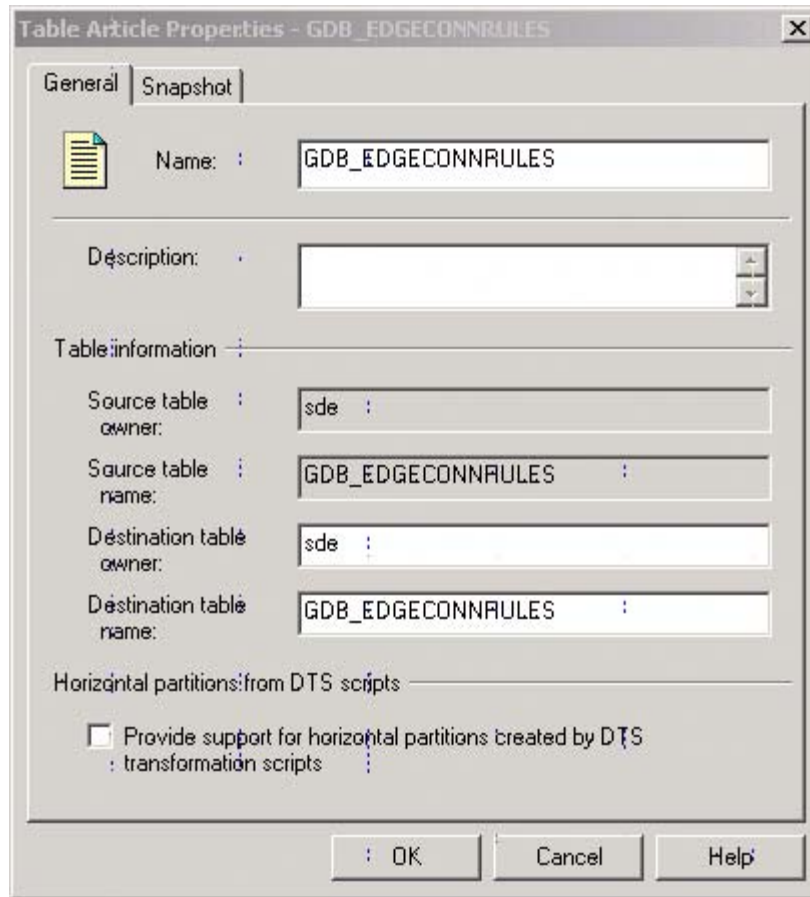 Table Article Properties - GDB_EDGECONNRULES
General Snapshot
Name: GDB_EDGECONNRULES
Description:
Table information
Source table owner:
sde
Source table name:
GDB_EDGECONNRULES
Destination table owner:
sde
Destination table name:
GDB_EDGECONNRULES
Horizontal partitions from DTS scripts
Provide support for horizontal partitions created by DTS
transformation scripts
OK Cancel Help